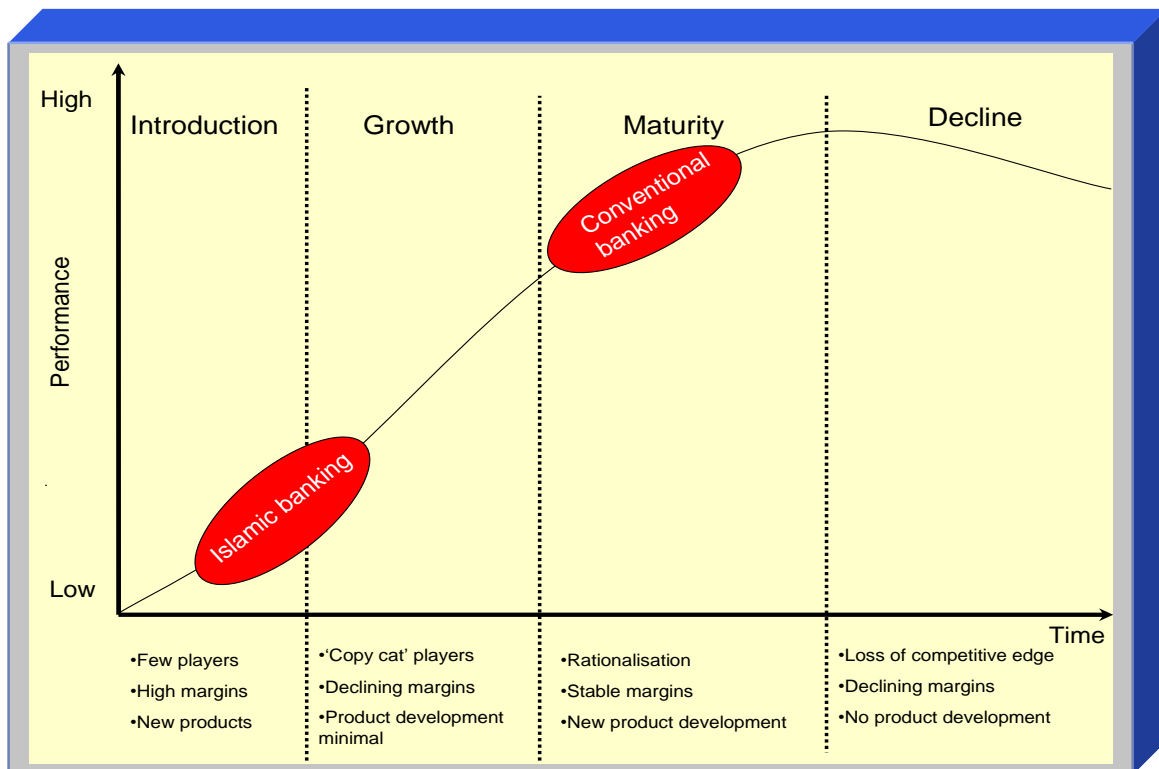 High
Introduction
Growth
Maturity
Decline
Conventional
banking
Performance
Islamic banking
Low
Time
•Few players
•High margins
•New products
•‘Copy cat’ players
•Declining margins
•Product development
minimal
•Rationalisation
•Stable margins
•New product development
•Loss of competitive edge
•Declining margins
•No product development